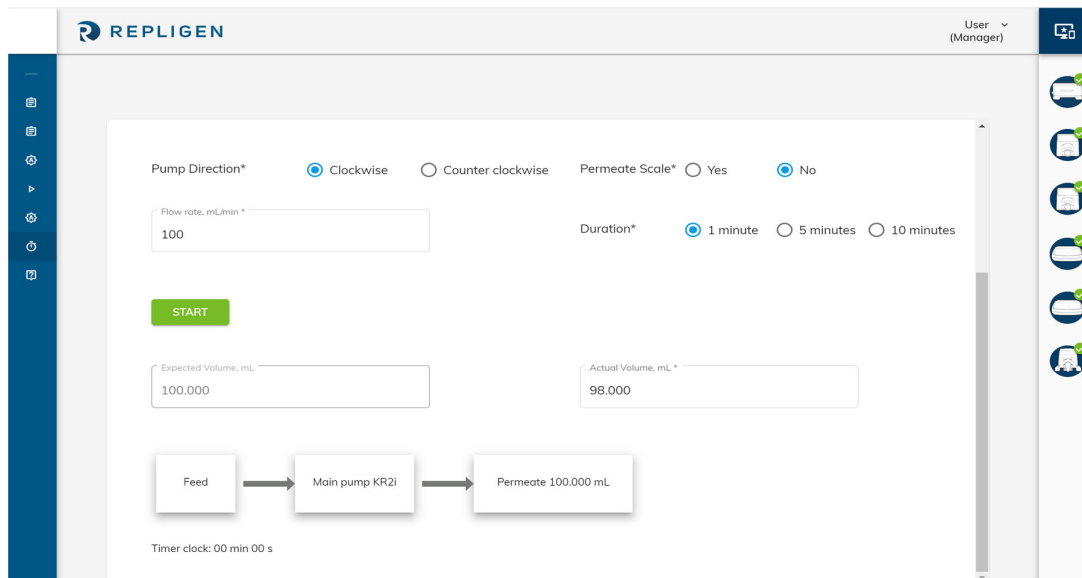 REPLIGEN
User
(Manager)
Pump Direction* Clockwise Counter clockwise Permeate Scale* Yes No
Flow rate, mL/min *
100
Duration* 1 minute 5 minutes 10 minutes
START
Expected Volume, mL
100.000
Actual Volume, mL *
98.000
Feed Main pump KR2i Permeate 100.000 mL
Timer clock: 00 min 00 s